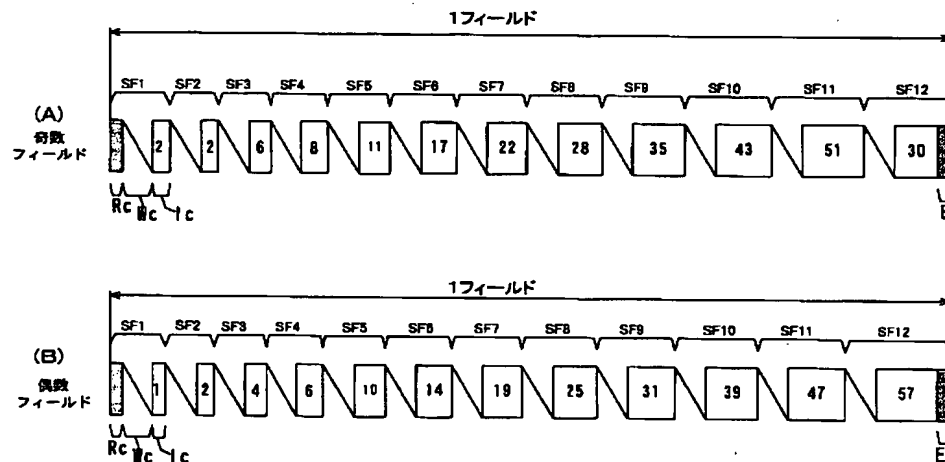 1フィールド
SF1 SF2 SF3 SF4 SF5 SF6 SF7 SF8 SF9 SF10 SF11 SF12
(A)
奇数
フィールド
2 2 6 8 11 17 22 28 35 43 51 30
Rc Wc Ic E
1フィールド
SF1 SF2 SF3 SF4 SF5 SF6 SF7 SF8 SF9 SF10 SF11 SF12
(B)
偶数
フィールド
1 2 4 6 10 14 19 25 31 39 47 57
Rc Wc Ic E